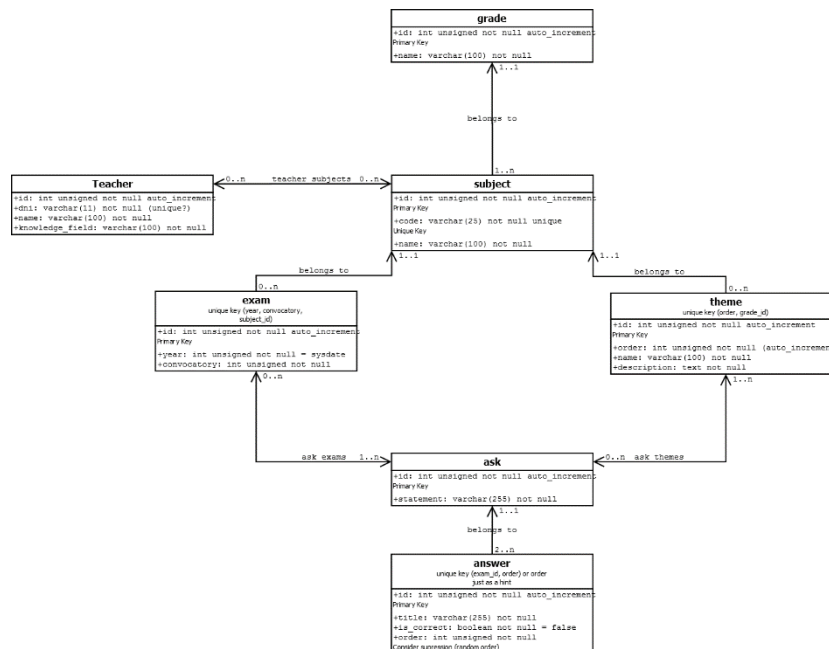 grade
+id: int unsigned not null auto_increment
Primary Key
+name: varchar(100) not null
1..1
belongs to
1..n
Teacher
+id: int unsigned not null auto_increment
+dni: varchar(11) not null (unique?)
+name: varchar(100) not null
+knowledge_field: varchar(100) not null
0..n teacher subjects 0..n
subject
+id: int unsigned not null auto_increment
Primary Key
+code: varchar(25) not null unique
Unique Key
+name: varchar(100) not null
1..1
1..1
belongs to
belongs to
0..n
0..n
exam
unique key (year, convocatory,
subject_id)
+id: int unsigned not null auto_increment
Primary Key
+year: int unsigned not null = sysdate
+convocatory: int unsigned not null
0..n
theme
unique key (order, grade_id)
+id: int unsigned not null auto_increment
Primary Key
+order: int unsigned not null (auto_increment
+name: varchar(100) not null
+description: text not null
1..n
ask exams 1..n
0..n ask themes
ask
+id: int unsigned not null auto_increment
Primary Key
+statement: varchar(255) not null
1..1
belongs to
2..n
answer
unique key (exam_id, order) or order
just as a hint
+id: int unsigned not null auto_increment
Primary Key
+title: varchar(255) not null
+is_correct: boolean not null = false
+order: int unsigned not null
Consider supression (random order)